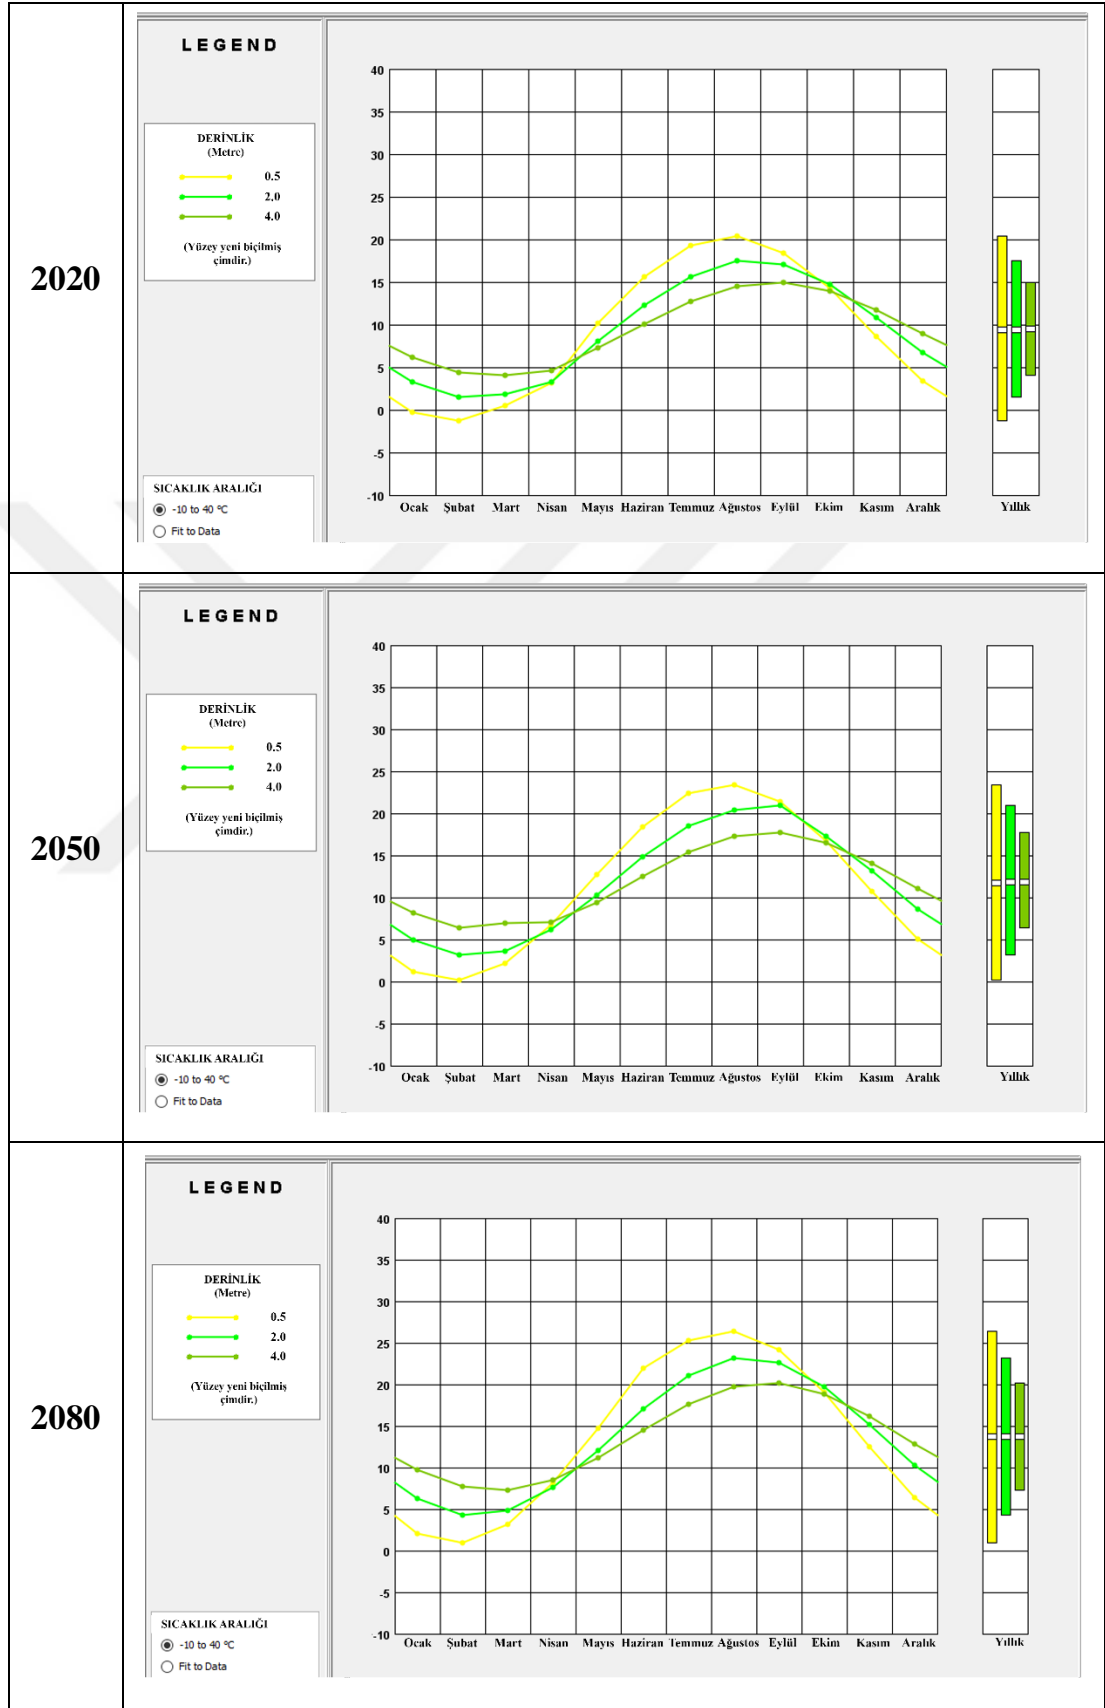 2020
LEGEND
DERİNLİK
(Metre)
0.5
2.0
4.0
(Yüzey yeni biçilmiş
çimdir.)
SICAKLIK ARALIĞI
-10 to 40 ºC
Fit to Data
40
35
30
25
20
15
10
5
0
-5
-10
Ocak Şubat Mart Nisan Mayıs Haziran Temmuz Ağustos Eylül Ekim Kasım Aralık
Yıllık
2050
LEGEND
DERİNLİK
(Metre)
0.5
2.0
4.0
(Yüzey yeni biçilmiş
çimdir.)
SICAKLIK ARALIĞI
-10 to 40 ºC
Fit to Data
40
35
30
25
20
15
10
5
0
-5
-10
Ocak Şubat Mart Nisan Mayıs Haziran Temmuz Ağustos Eylül Ekim Kasım Aralık
Yıllık
2080
LEGEND
DERİNLİK
(Metre)
0.5
2.0
4.0
(Yüzey yeni biçilmiş
çimdir.)
SICAKLIK ARALIĞI
-10 to 40 ºC
Fit to Data
40
35
30
25
20
15
10
5
0
-5
-10
Ocak Şubat Mart Nisan Mayıs Haziran Temmuz Ağustos Eylül Ekim Kasım Aralık
Yıllık